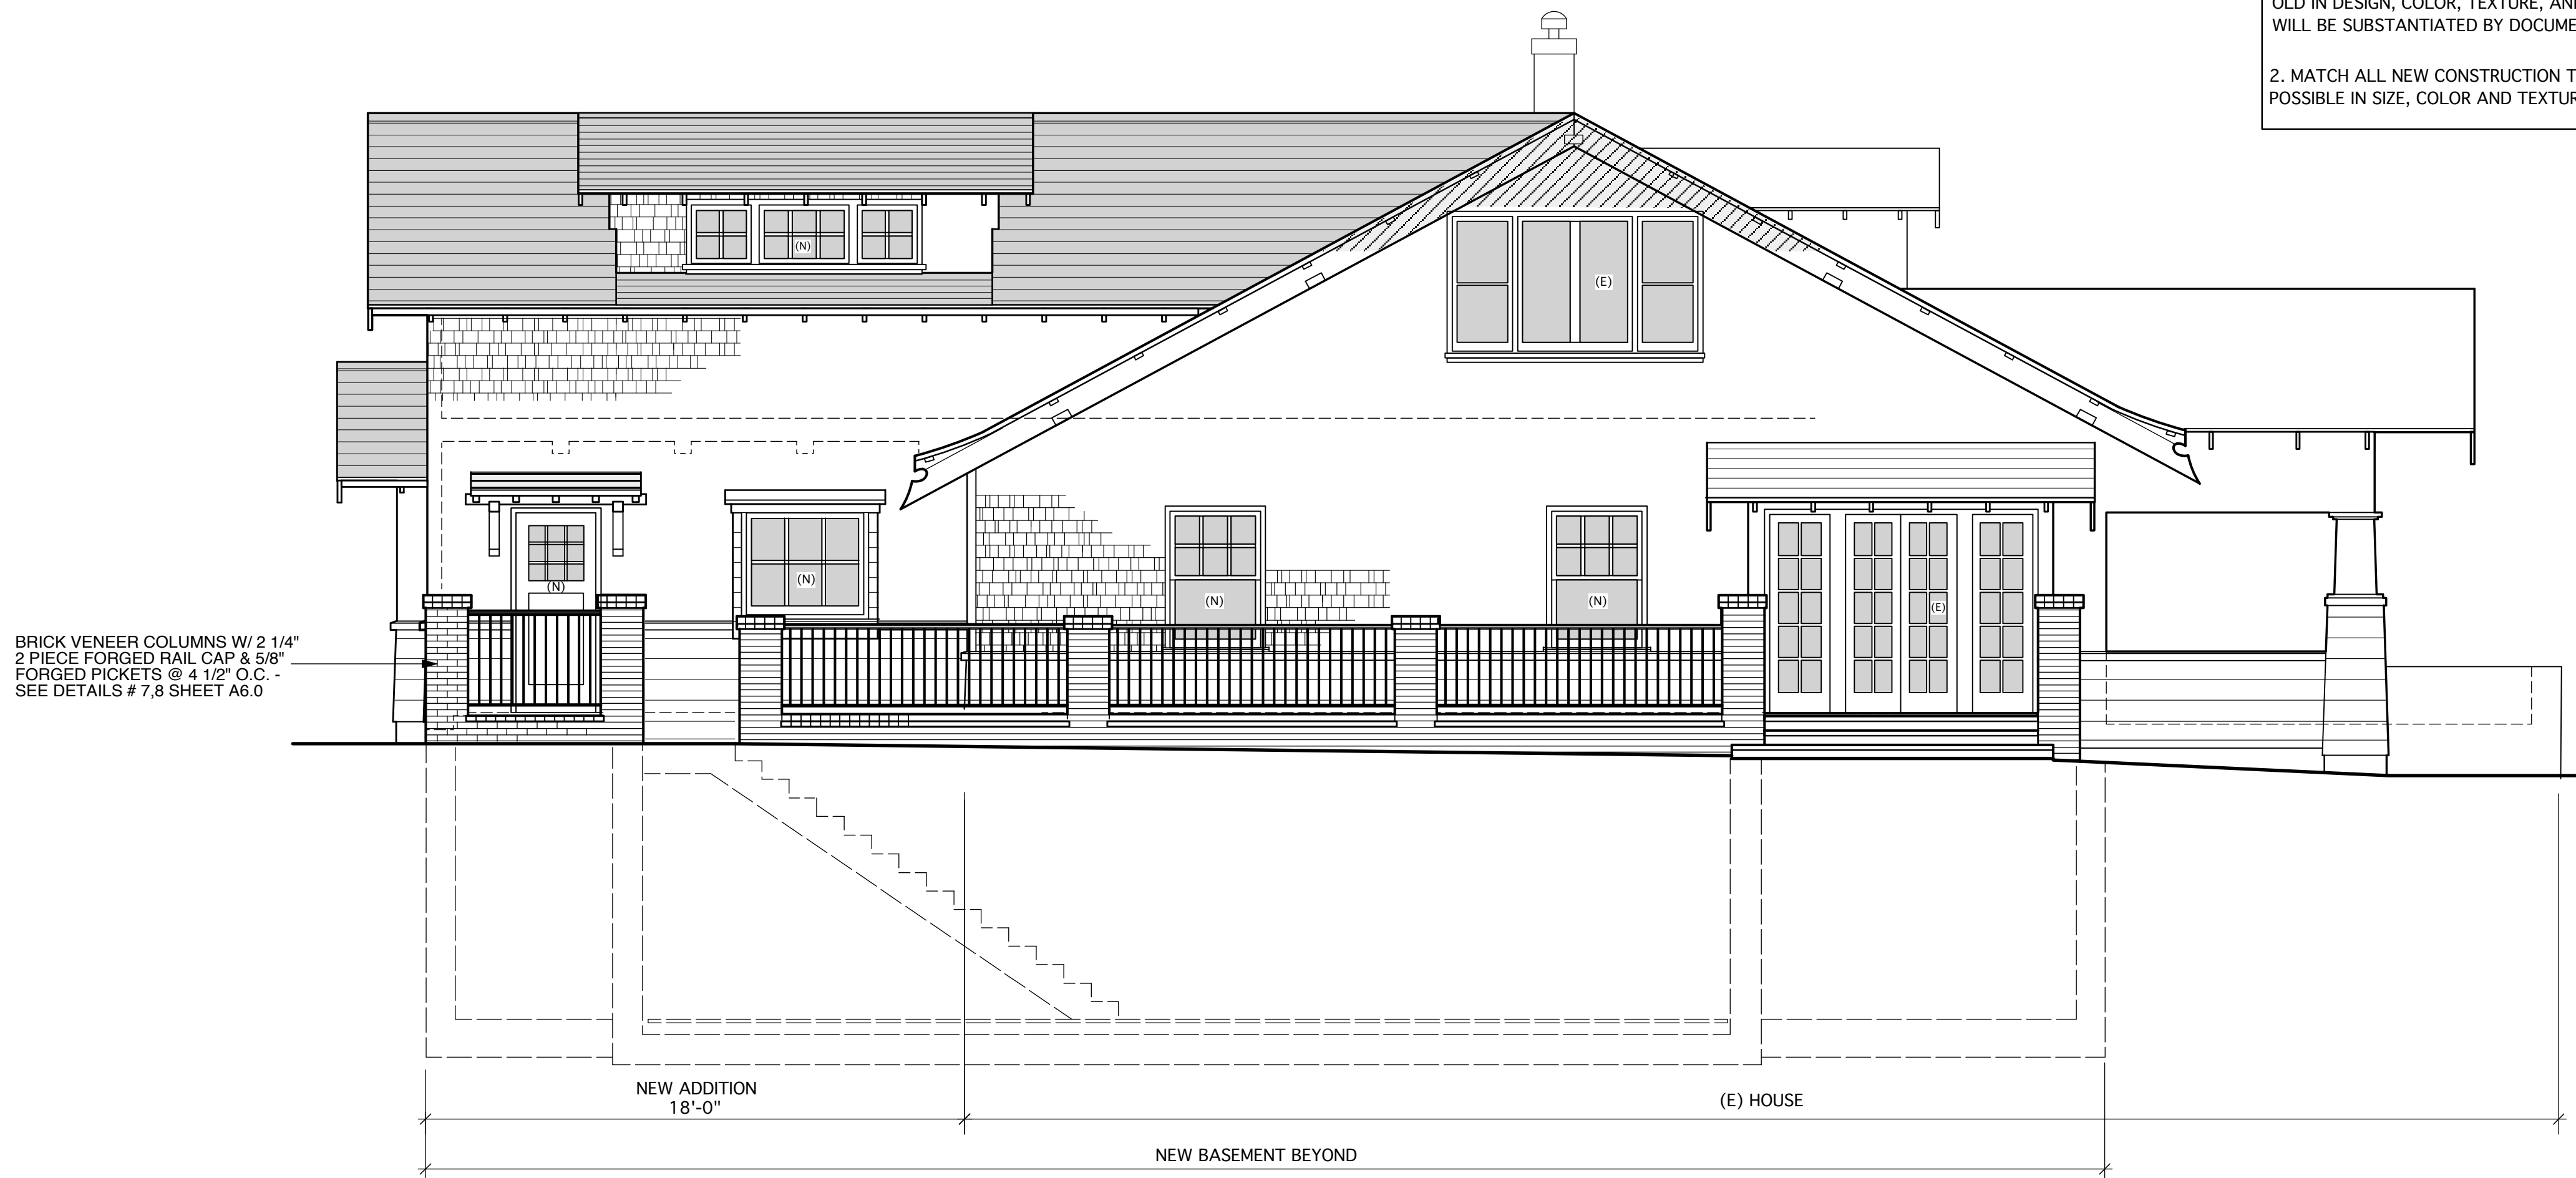 OLD IN DESIGN, COLOR, TEXTURE, AN
WILL BE SUBSTANTIATED BY DOCUME
2. MATCH ALL NEW CONSTRUCTION T
POSSIBLE IN SIZE, COLOR AND TEXTUR
(N)
(E)
(N)
(N)
(N)
(N)
(E)
BRICK VENEER COLUMNS W/ 2 1/4"
2 PIECE FORGED RAIL CAP & 5/8"
FORGED PICKETS @ 4 1/2" O.C. -
SEE DETAILS # 7,8 SHEET A6.0
NEW ADDITION
18'-0"
(E) HOUSE
NEW BASEMENT BEYOND